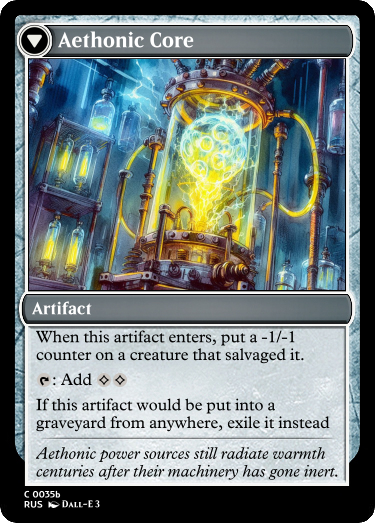 Aethonic Core
Artifact
When this artifact enters, put a -1/-1
counter on a creature that salvaged it.
: Add
If this artifact would be put into a
graveyard from anywhere, exile it instead
Aethonic power sources still radiate warmth
centuries after their machinery has gone inert.
C 0035b
RUS DALL-E 3